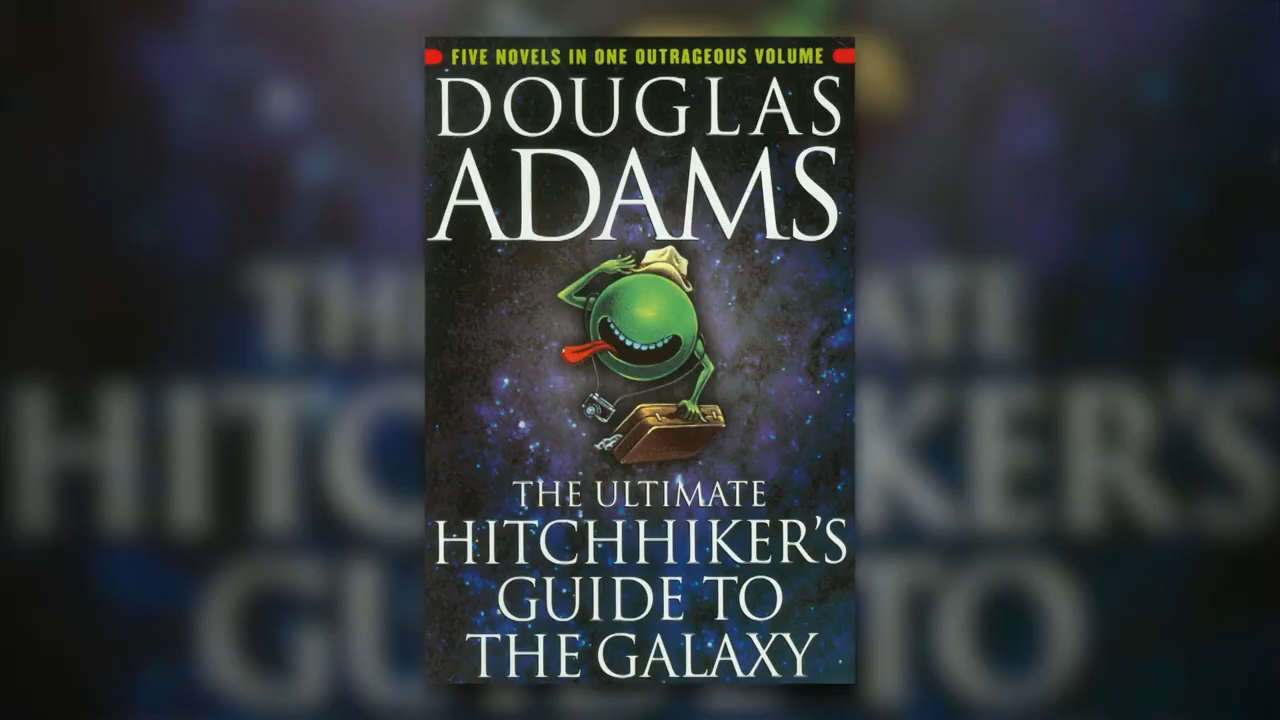 FIVE NOVELS IN ONE OUTRAGEOUS VOLUME
DOUGLAS
ADAMS
THE ULTIMATE
HITCHHIKER'S
GUIDE TO
THE GALAXY